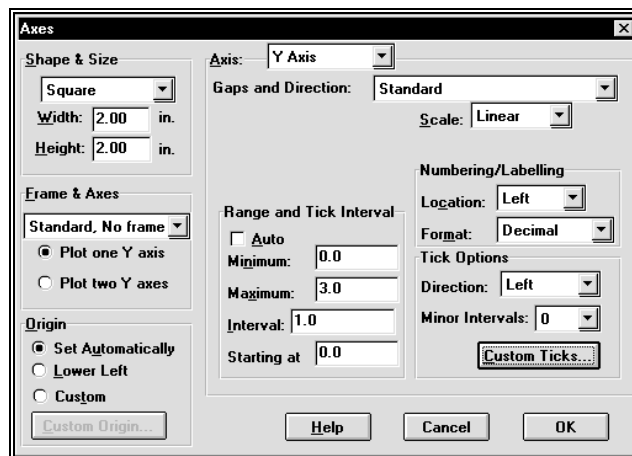 Axes
Shape & Size
Square
Width: 2.00 in.
Height: 2.00 in.
Frame & Axes
Standard, No frame
Plot one Y axis
Plot two Y axes
Origin
Set Automatically
Lower Left
Custom
Custom Origin...
Axis: Y Axis
Gaps and Direction: Standard
Scale: Linear
Range and Tick Interval
Auto
Minimum: 0.0
Maximum: 3.0
Interval: 1.0
Starting at 0.0
Numbering/Labelling
Location: Left
Format: Decimal
Tick Options
Direction: Left
Minor Intervals: 0
Custom Ticks...
Help
Cancel
OK